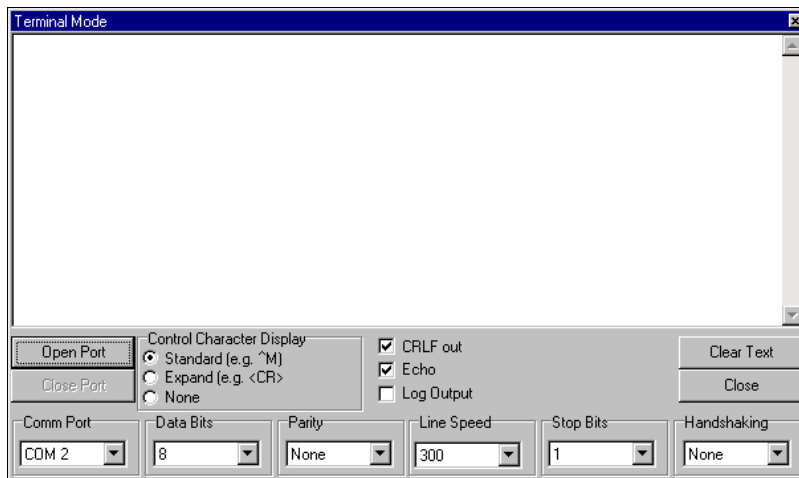 Terminal Mode
Open Port
Close Port
Control Character Display
Standard (e.g. ^M)
Expand (e.g. <CR>
None
CRLF out
Echo
Log Output
Clear Text
Close
Comm Port
COM 2
Data Bits
8
Parity
None
Line Speed
300
Stop Bits
1
Handshaking
None